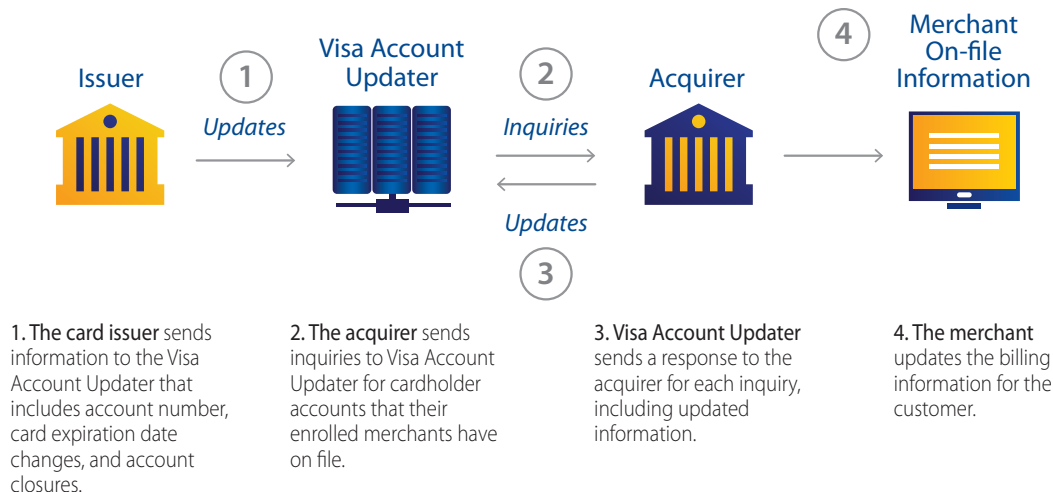 Issuer
1
Updates
Visa Account
Updater
2
Inquiries
Updates
3
Acquirer
4
Merchant
On-file
Information
1. The card issuer sends
information to the Visa
Account Updater that
includes account number,
card expiration date
changes, and account
closures.
2. The acquirer sends
inquiries to Visa Account
Updater for cardholder
accounts that their
enrolled merchants have
on file.
3. Visa Account Updater
sends a response to the
acquirer for each inquiry,
including updated
information.
4. The merchant
updates the billing
information for the
customer.